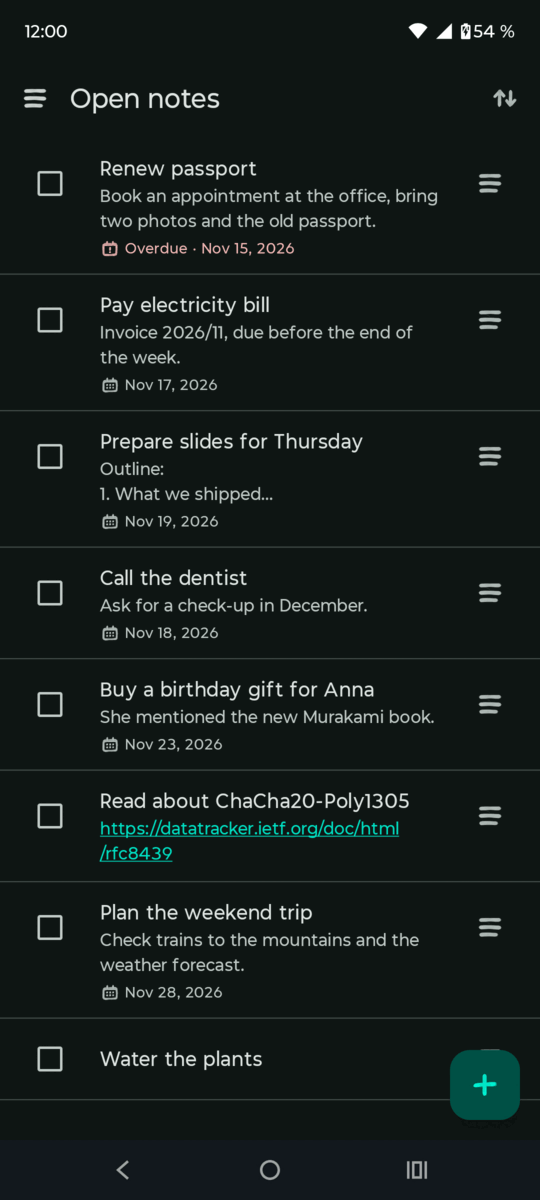 12:00
54 %
Open notes
Renew passport
Book an appointment at the office, bring
two photos and the old passport.
Overdue · Nov 15, 2026
Pay electricity bill
Invoice 2026/11, due before the end of
the week.
Nov 17, 2026
Prepare slides for Thursday
Outline:
1. What we shipped...
Nov 19, 2026
Call the dentist
Ask for a check-up in December.
Nov 18, 2026
Buy a birthday gift for Anna
She mentioned the new Murakami book.
Nov 23, 2026
Read about ChaCha20-Poly1305
https://datatracker.ietf.org/doc/html
/rfc8439
Plan the weekend trip
Check trains to the mountains and the
weather forecast.
Nov 28, 2026
Water the plants